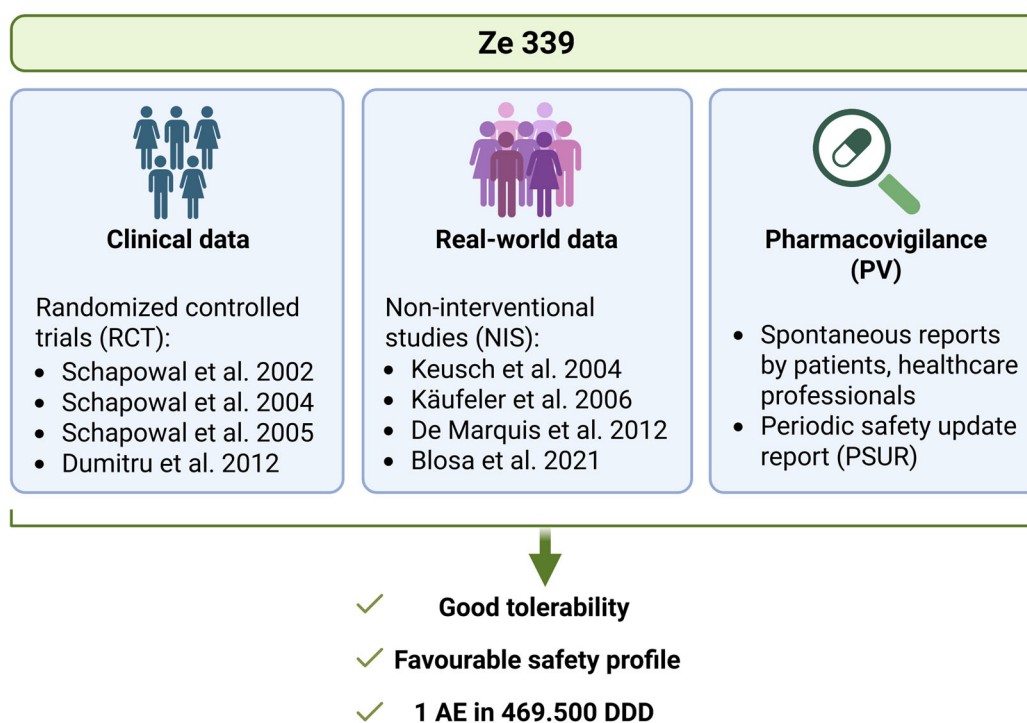 Ze 339
Clinical data
Randomized controlled
trials (RCT):
• Schapowal et al. 2002
• Schapowal et al. 2004
• Schapowal et al. 2005
• Dumitru et al. 2012
Real-world data
Non-interventional
studies (NIS):
• Keusch et al. 2004
• Käufeler et al. 2006
• De Marquis et al. 2012
• Blosa et al. 2021
Pharmacovigilance
(PV)
• Spontaneous reports
by patients, healthcare
professionals
• Periodic safety update
report (PSUR)
Good tolerability
Favourable safety profile
1 AE in 469.500 DDD